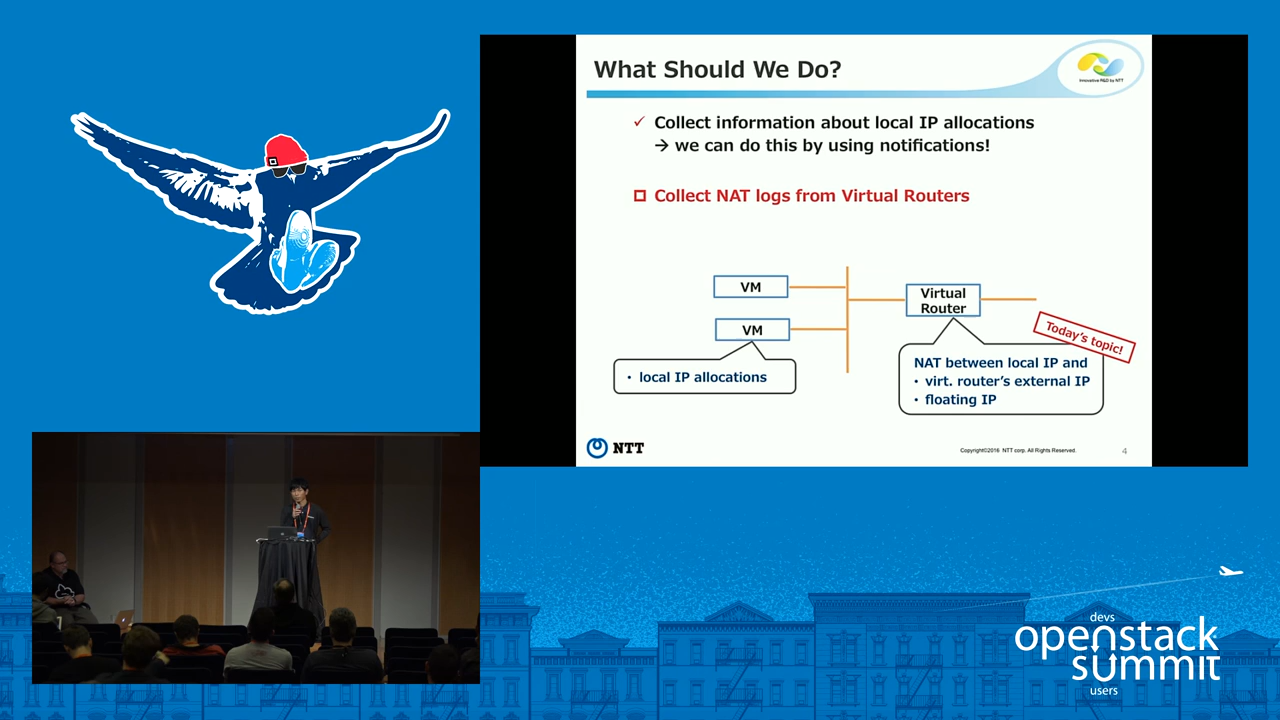 What Should We Do?
Innovative R&D by NTT
✓ Collect information about local IP allocations
→ we can do this by using notifications!
Collect NAT logs from Virtual Routers
VM
VM
Virtual
Router
Today's topic!
• local IP allocations
NAT between local IP and
• virt. router's external IP
• floating IP
NTT
Copyright©2016 NTT corp. All Rights Reserved.
4
devs
openstack
summit
users